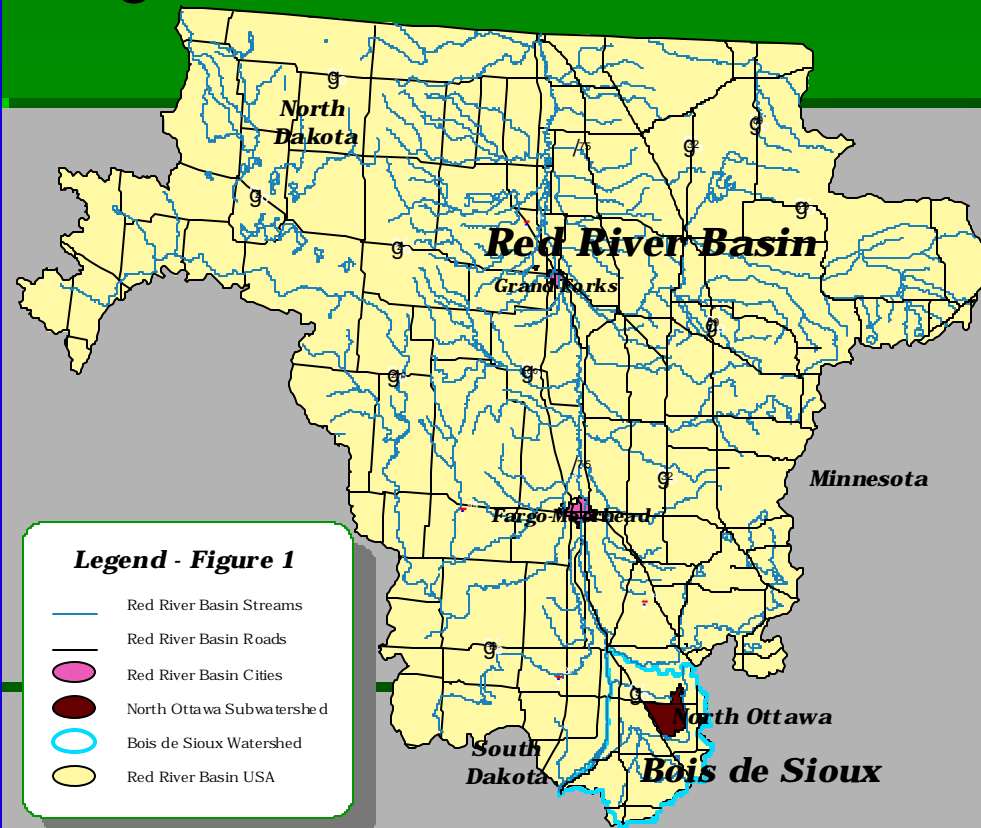 North
Dakota
Red River Basin
Grand Forks
Minnesota
Fargo-Moorhead
Legend - Figure 1
Red River Basin Streams
Red River Basin Roads
Red River Basin Cities
North Ottawa Subwatershed
Bois de Sioux Watershed
Red River Basin USA
North Ottawa
South
Dakota
Bois de Sioux